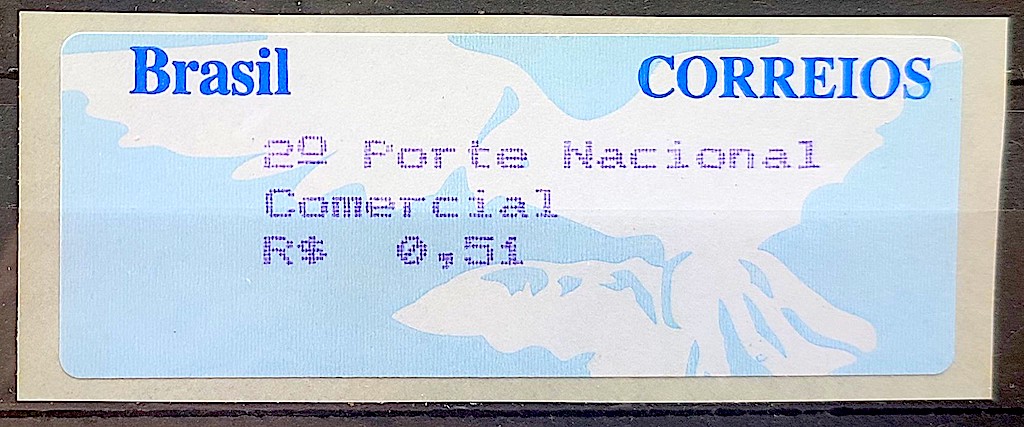 Brasil CORREIOS
2º Porte Nacional
Comercial
R$ 0,51